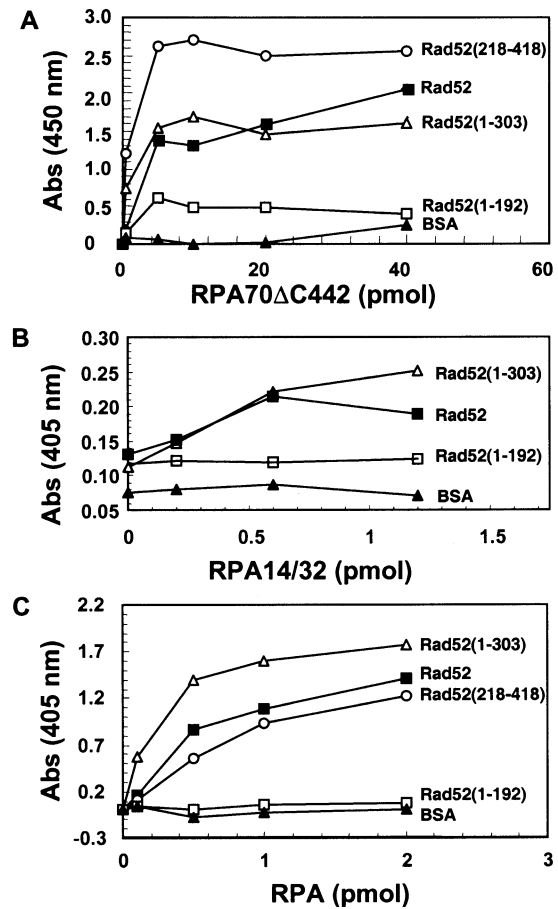 A
3.0
2.5
2.0
1.5
1.0
0.5
0
Abs (450 nm)
Rad52(218-418)
Rad52
Rad52(1-303)
Rad52(1-192)
BSA
0 20 40 60
RPA70ΔC442 (pmol)
B
0.30
0.25
0.20
0.15
0.10
0.05
Abs (405 nm)
Rad52(1-303)
Rad52
Rad52(1-192)
BSA
0 0.5 1 1.5
RPA14/32 (pmol)
C
2.2
1.7
1.2
0.7
0.2
-0.3
Abs (405 nm)
Rad52(1-303)
Rad52
Rad52(218-418)
Rad52(1-192)
BSA
0 1 2 3
RPA (pmol)